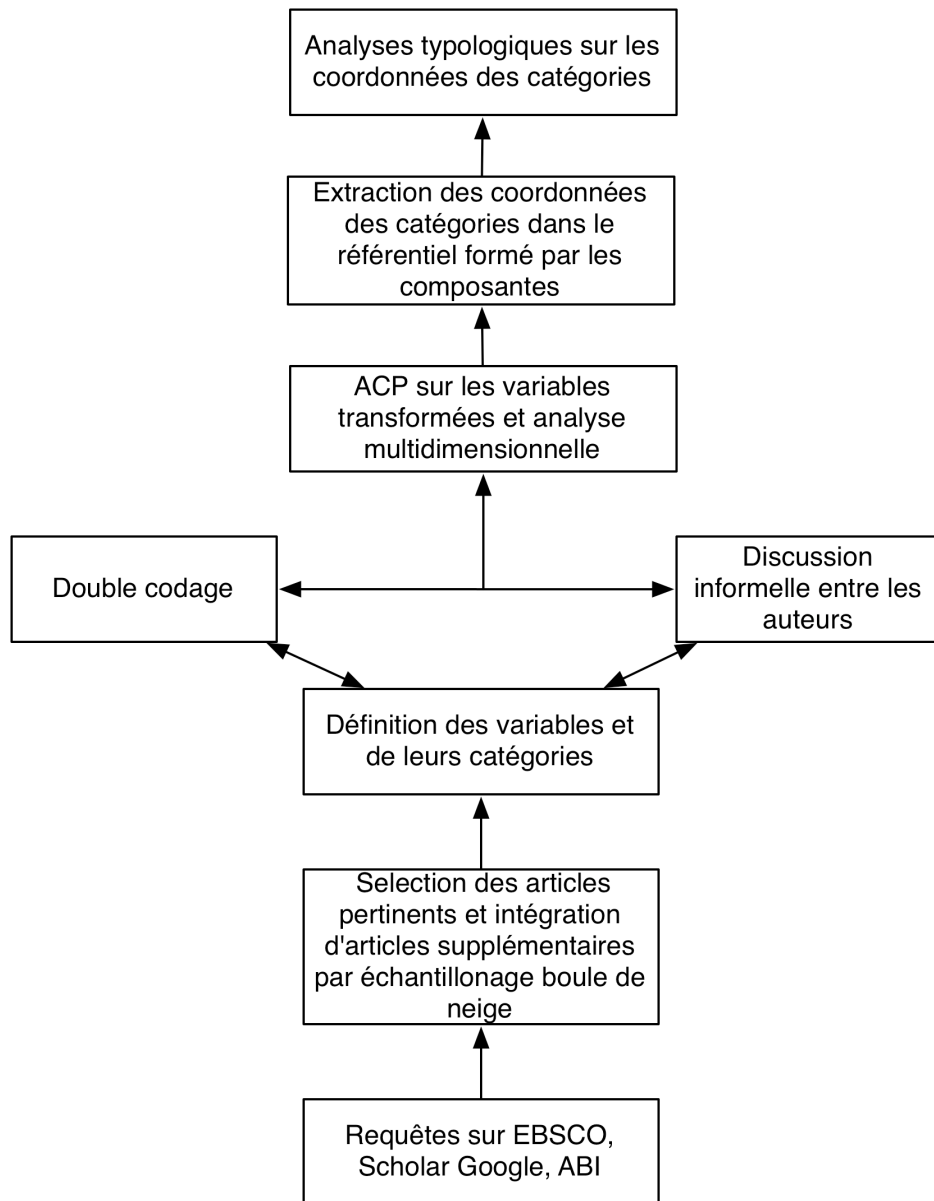 Analyses typologiques sur les
coordonnées des catégories
Extraction des coordonnées
des catégories dans le
référentiel formé par les
composantes
ACP sur les variables
transformées et analyse
multidimensionnelle
Double codage
Discussion
informelle entre les
auteurs
Définition des variables et
de leurs catégories
Selection des articles
pertinents et intégration
d'articles supplémentaires
par échantillonage boule de
neige
Requêtes sur EBSCO,
Scholar Google, ABI